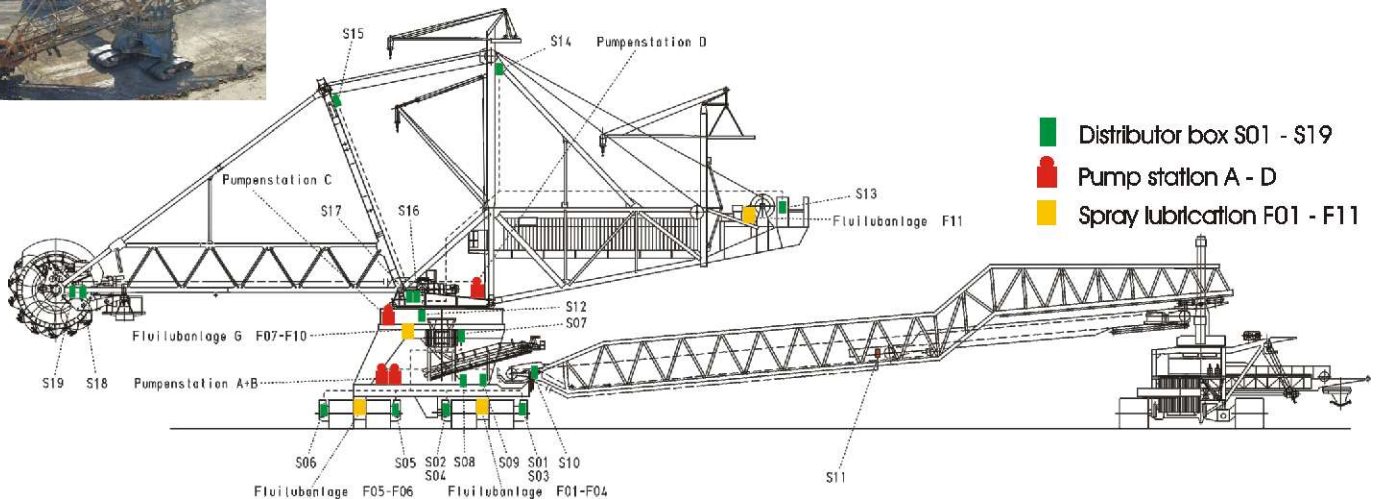 S15
S14
Pumpenstation D
Distributor box S01 - S19
Pump station A - D
Spray lubrication F01 - F11
Pumpenstation C
S17
S16
S13
Fluilubanlage F11
S12
S07
Fluilubanlage G F07-F10
S19
S18
Pumpenstation A+B
S06
S05
S02
S04
S08
S09
S01
S03
S10
S11
Fluilubanlage F05-F06
Fluilubanlage F01-F04